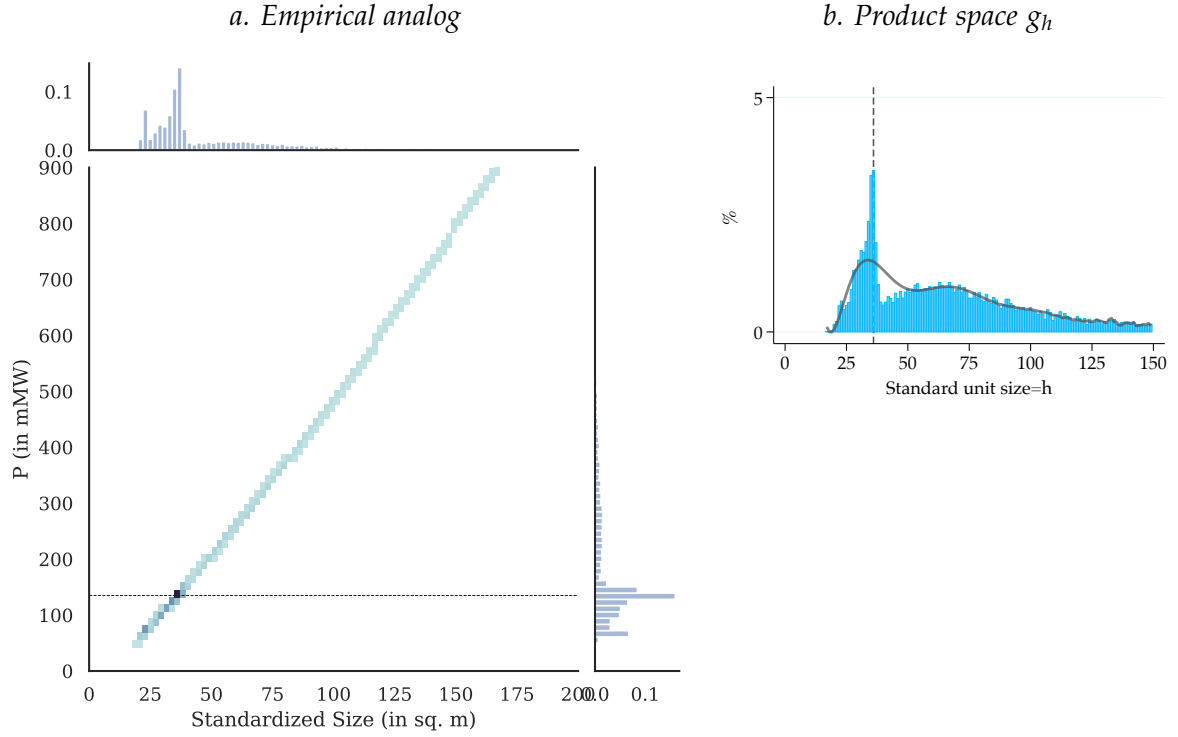 a. Empirical analog
b. Product space g_h
0.1
0.0
900
800
700
600
500
400
300
200
100
0
P (in mMW)
0 25 50 75 100 125 150 175 200
0.0 0.1
Standardized Size (in sq. m)
5
0
%
0 25 50 75 100 125 150
Standard unit size=h